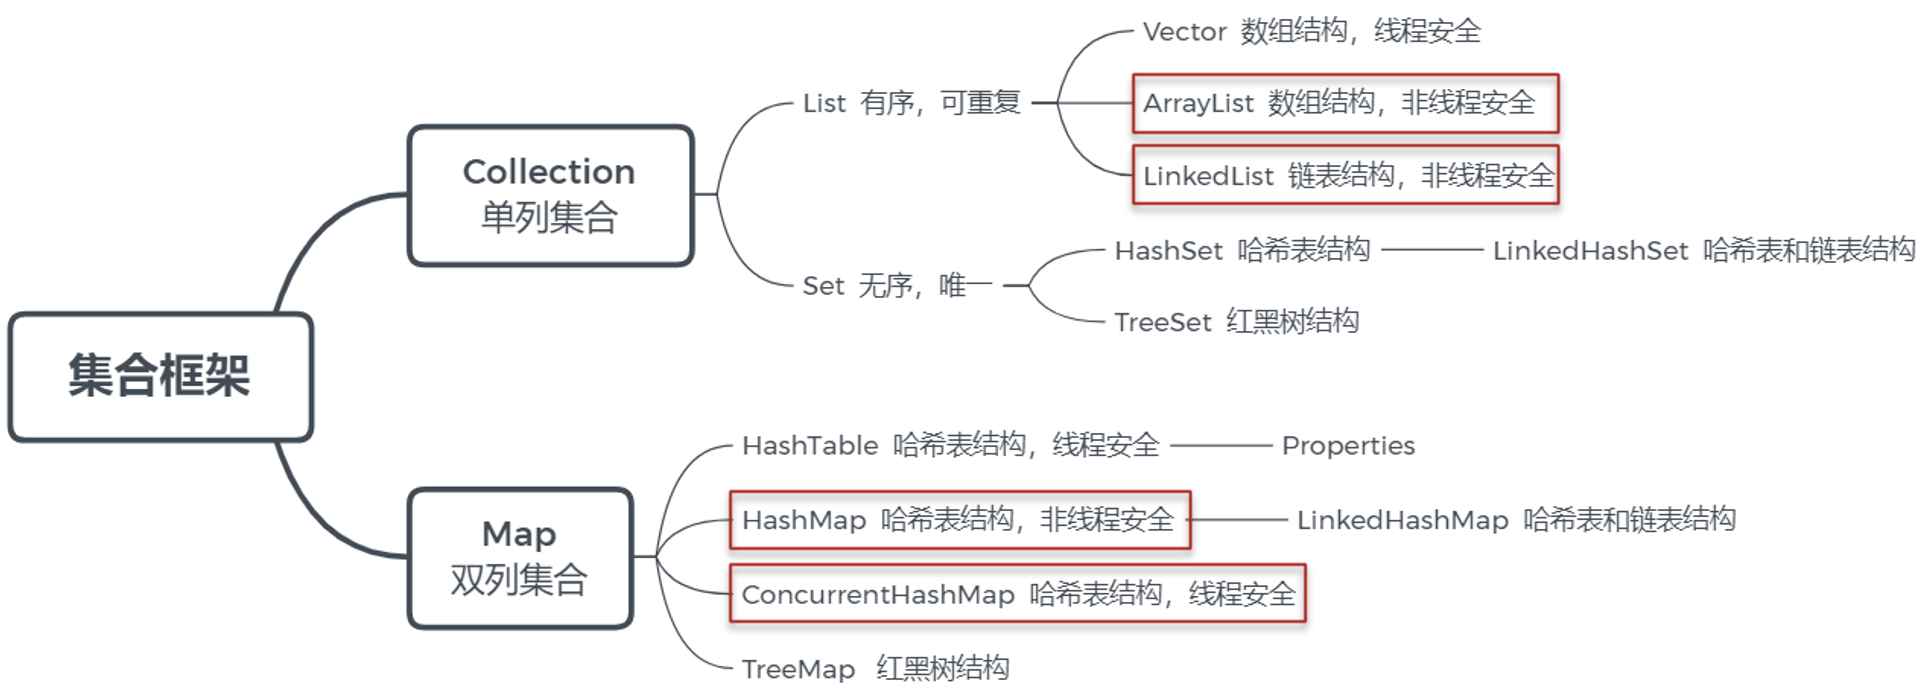 集合框架
Collection
单列集合
List 有序，可重复
Vector 数组结构，线程安全
ArrayList 数组结构，非线程安全
LinkedList 链表结构，非线程安全
Set 无序，唯一
HashSet 哈希表结构
LinkedHashSet 哈希表和链表结构
TreeSet 红黑树结构
Map
双列集合
HashTable 哈希表结构，线程安全
Properties
HashMap 哈希表结构，非线程安全
LinkedHashMap 哈希表和链表结构
ConcurrentHashMap 哈希表结构，线程安全
TreeMap 红黑树结构